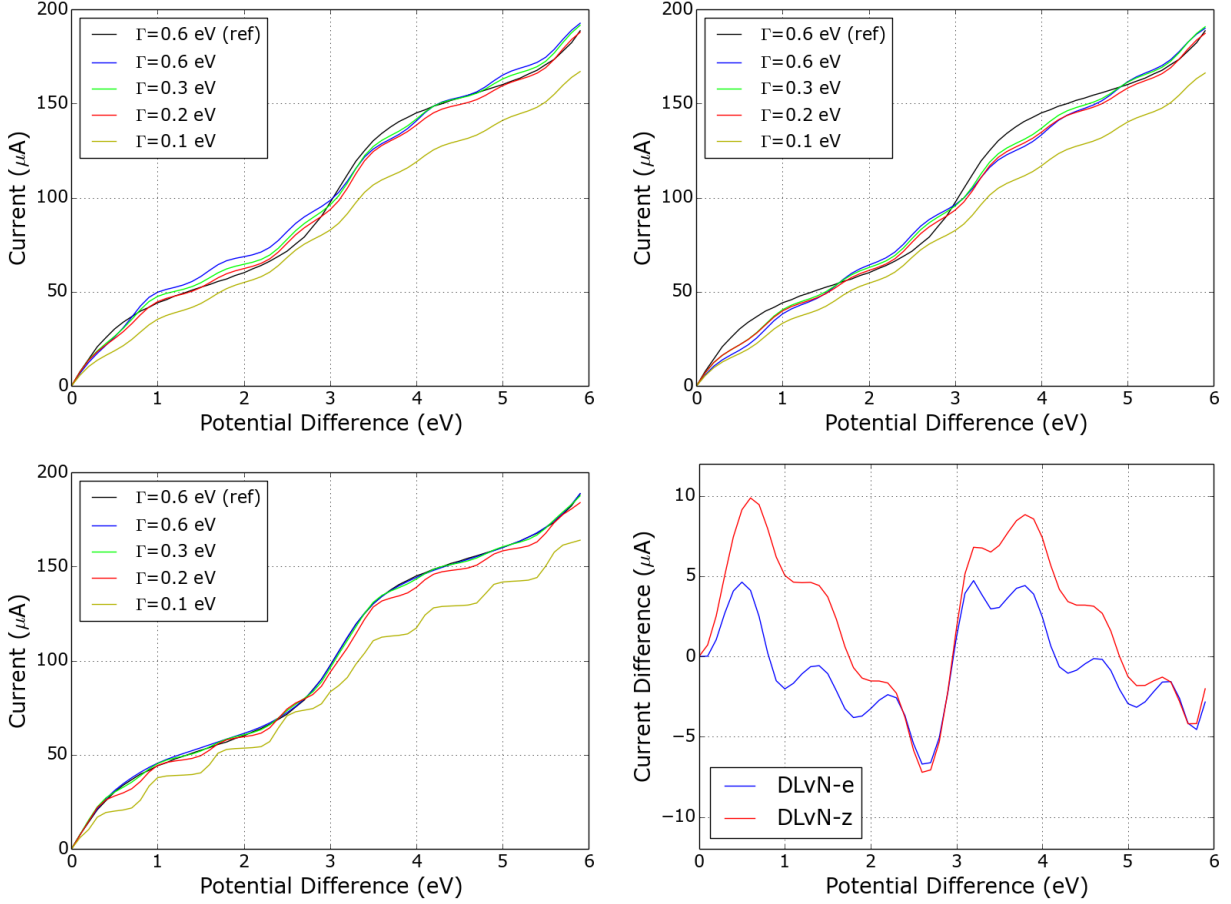 200
150
100
50
0
Current (μA)
Γ=0.6 eV (ref)
Γ=0.6 eV
Γ=0.3 eV
Γ=0.2 eV
Γ=0.1 eV
0 1 2 3 4 5 6
Potential Difference (eV)
200
150
100
50
0
Current (μA)
Γ=0.6 eV (ref)
Γ=0.6 eV
Γ=0.3 eV
Γ=0.2 eV
Γ=0.1 eV
0 1 2 3 4 5 6
Potential Difference (eV)
200
150
100
50
0
Current (μA)
Γ=0.6 eV (ref)
Γ=0.6 eV
Γ=0.3 eV
Γ=0.2 eV
Γ=0.1 eV
0 1 2 3 4 5 6
Potential Difference (eV)
10
5
0
−5
−10
Current Difference (μA)
DLvN-e
DLvN-z
0 1 2 3 4 5 6
Potential Difference (eV)